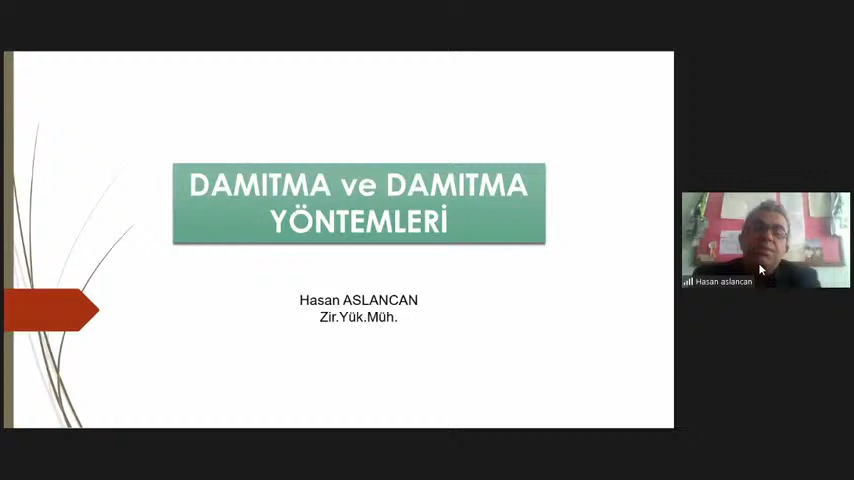 DAMITMA ve DAMITMA
YÖNTEMLERİ
Hasan ASLANCAN
Zir.Yük.Müh.
Hasan aslancan